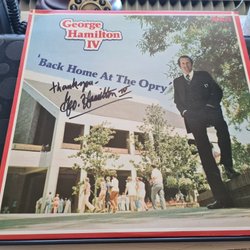 George
Hamilton
IV
'Back Home At The Opry'
thank you
Geo. Hamilton IV